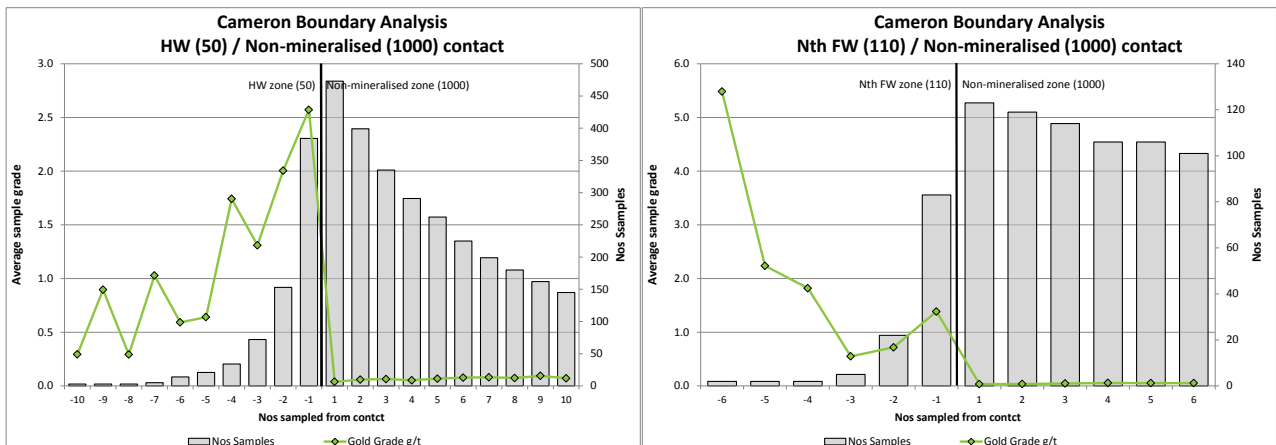 Cameron Boundary Analysis
HW (50) / Non-mineralised (1000) contact
3.0
2.5
2.0
1.5
1.0
0.5
0.0
Average sample grade
HW zone (50)
Non-mineralised zone (1000)
500
450
400
350
300
250
200
150
100
50
0
Nos Ssamples
-10 -9 -8 -7 -6 -5 -4 -3 -2 -1 1 2 3 4 5 6 7 8 9 10
Nos sampled from contct
Nos Samples
Gold Grade g/t
Cameron Boundary Analysis
Nth FW (110) / Non-mineralised (1000) contact
6.0
5.0
4.0
3.0
2.0
1.0
0.0
Average sample grade
Nth FW zone (110)
Non-mineralised zone (1000)
140
120
100
80
60
40
20
0
Nos Ssamples
-6 -5 -4 -3 -2 -1 1 2 3 4 5 6
Nos sampled from contct
Nos Samples
Gold Grade g/t